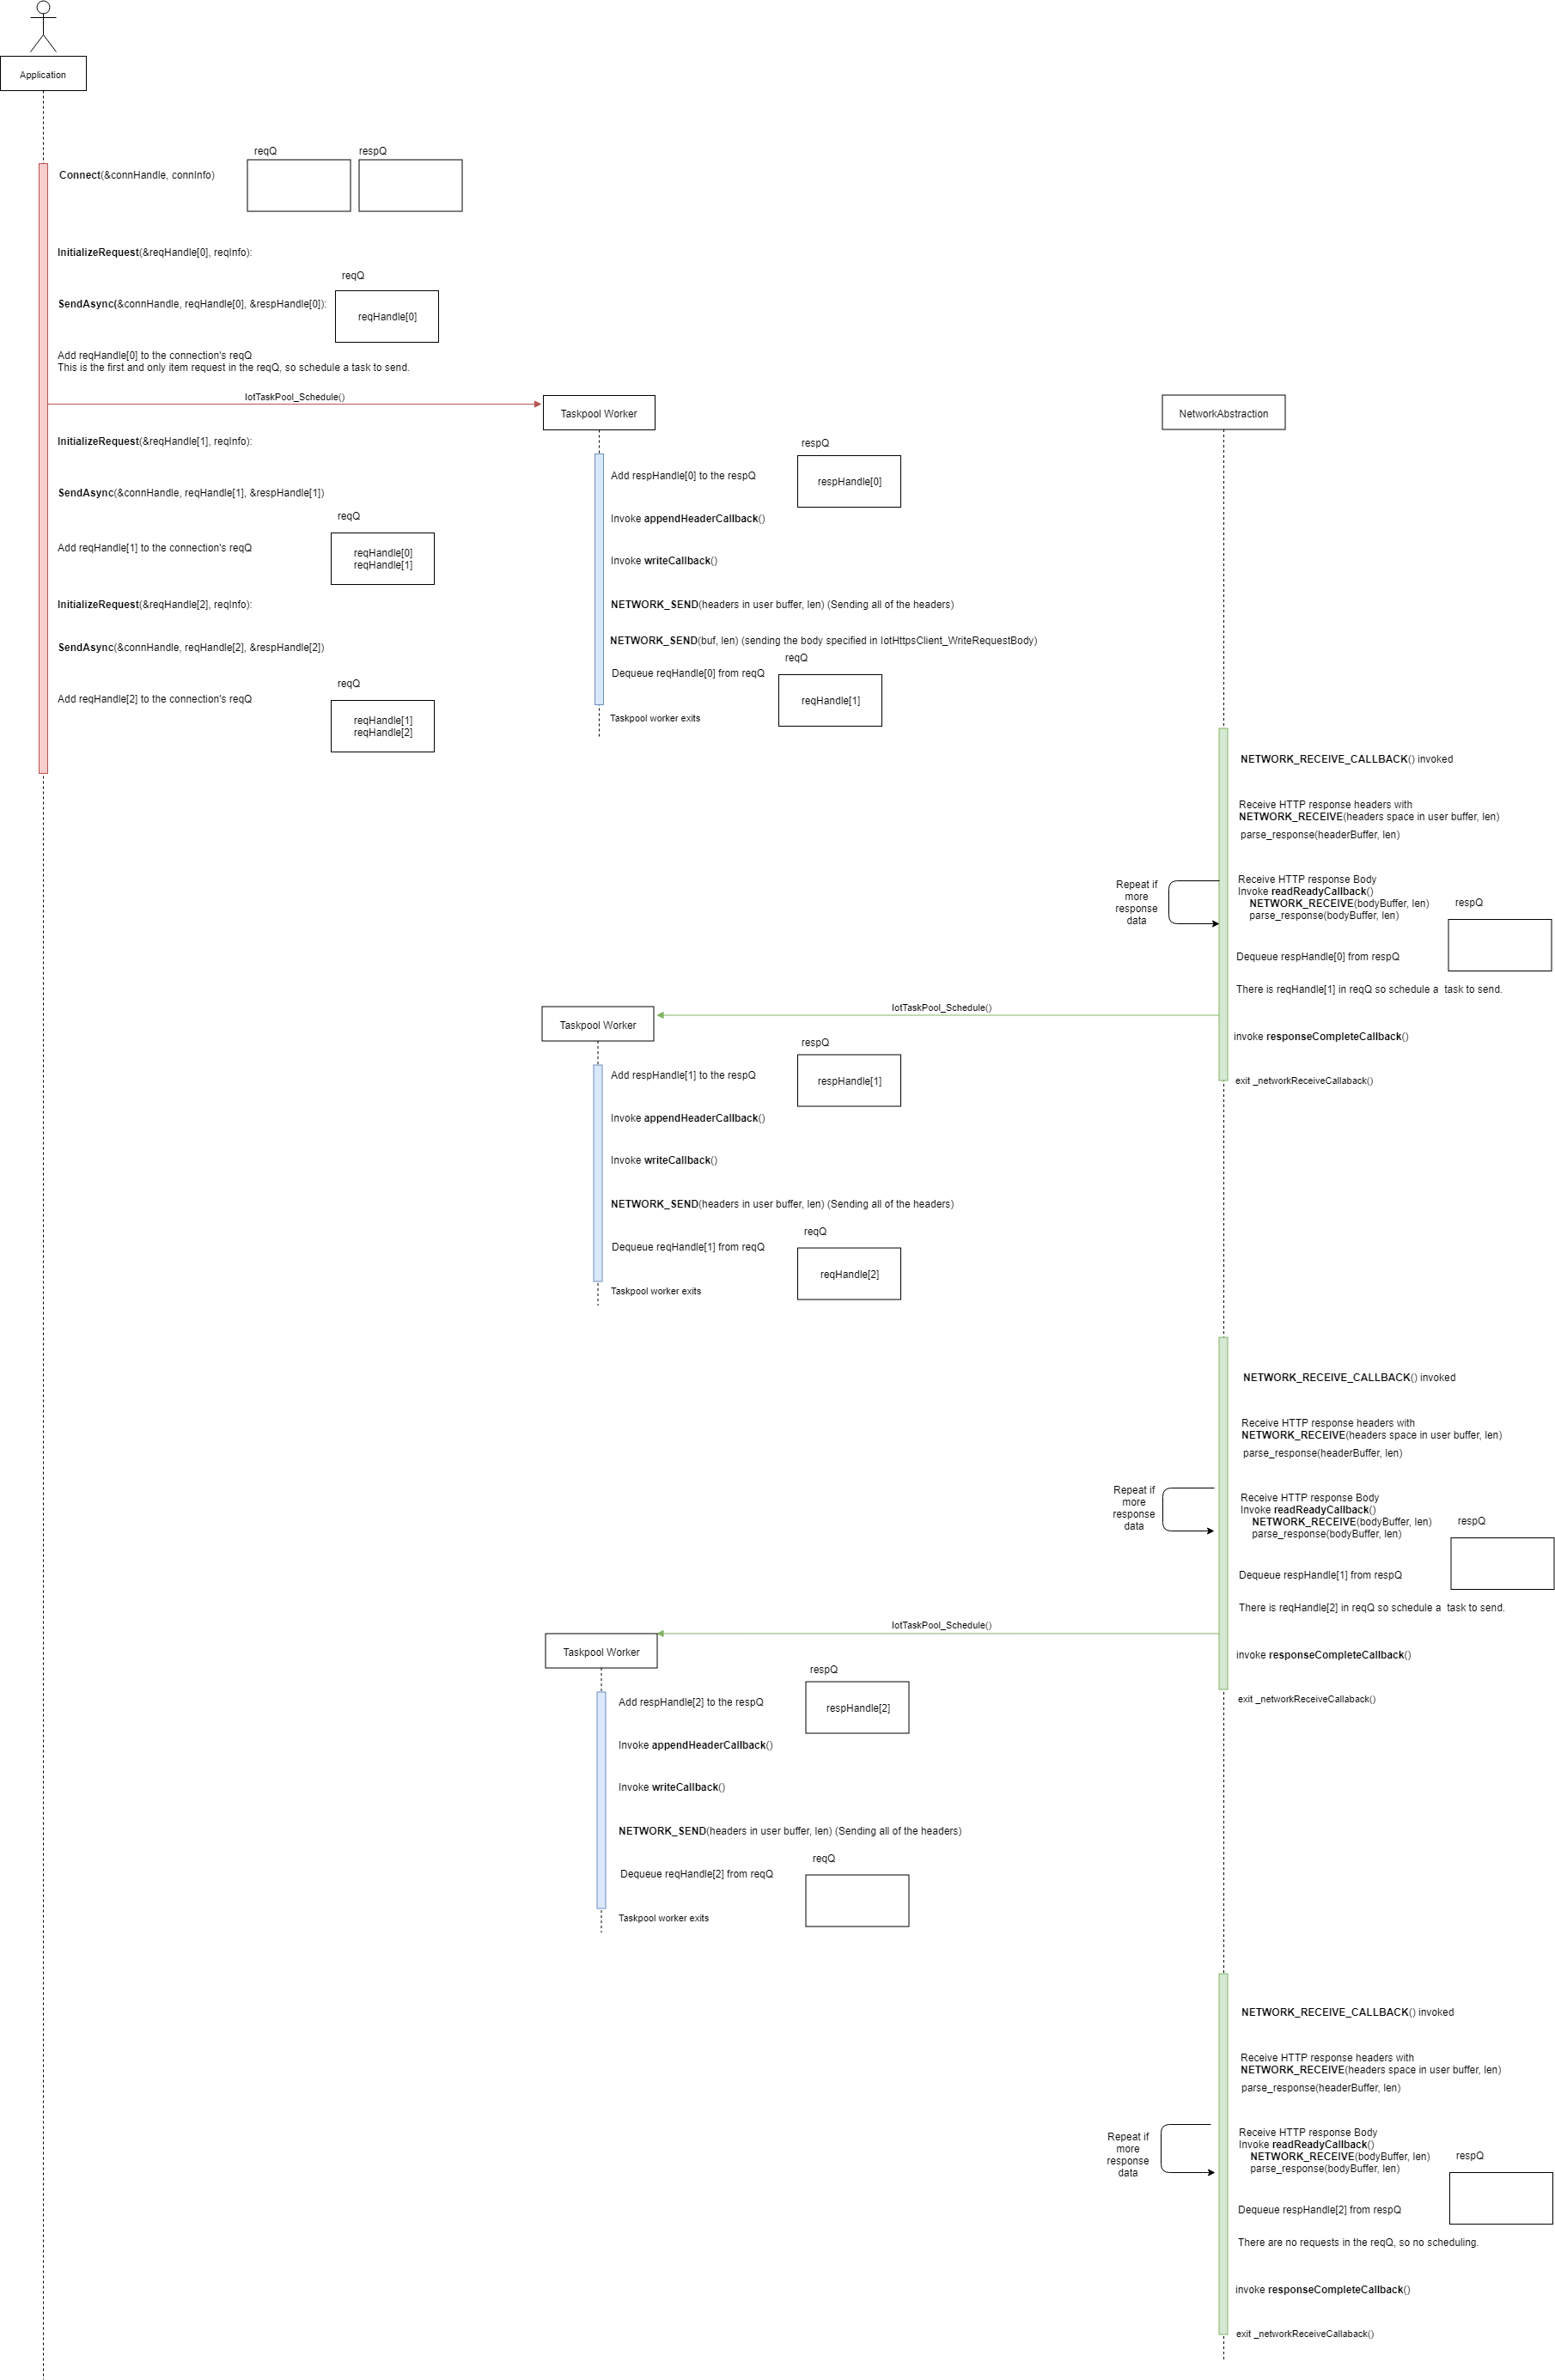 Application
reqQ
respQ
Connect(&connHandle, connInfo)
InitializeRequest(&reqHandle[0], reqInfo):
reqQ
SendAsync(&connHandle, reqHandle[0], &respHandle[0]):
reqHandle[0]
Add reqHandle[0] to the connection's reqQ
This is the first and only item request in the reqQ, so schedule a task to send.
IotTaskPool_Schedule()
Taskpool Worker
NetworkAbstraction
InitializeRequest(&reqHandle[1], reqInfo):
respQ
Add respHandle[0] to the respQ
respHandle[0]
SendAsync(&connHandle, reqHandle[1], &respHandle[1])
reqQ
Invoke appendHeaderCallback()
Add reqHandle[1] to the connection's reqQ
reqHandle[0]
reqHandle[1]
Invoke writeCallback()
InitializeRequest(&reqHandle[2], reqInfo):
NETWORK_SEND(headers in user buffer, len) (Sending all of the headers)
SendAsync(&connHandle, reqHandle[2], &respHandle[2])
NETWORK_SEND(buf, len) (sending the body specified in IotHttpsClient_WriteRequestBody)
reqQ
Dequeue reqHandle[0] from reqQ
reqHandle[1]
reqQ
Add reqHandle[2] to the connection's reqQ
reqHandle[1]
reqHandle[2]
Taskpool worker exits
NETWORK_RECEIVE_CALLBACK() invoked
Receive HTTP response headers with
NETWORK_RECEIVE(headers space in user buffer, len)
parse_response(headerBuffer, len)
Repeat if
more
response
data
Receive HTTP response Body
Invoke readReadyCallback()
NETWORK_RECEIVE(bodyBuffer, len)
parse_response(bodyBuffer, len)
respQ
Dequeue respHandle[0] from respQ
There is reqHandle[1] in reqQ so schedule a  task to send.
IotTaskPool_Schedule()
Taskpool Worker
invoke responseCompleteCallback()
respQ
Add respHandle[1] to the respQ
respHandle[1]
exit _networkReceiveCallaback()
Invoke appendHeaderCallback()
Invoke writeCallback()
NETWORK_SEND(headers in user buffer, len) (Sending all of the headers)
reqQ
Dequeue reqHandle[1] from reqQ
reqHandle[2]
Taskpool worker exits
NETWORK_RECEIVE_CALLBACK() invoked
Receive HTTP response headers with
NETWORK_RECEIVE(headers space in user buffer, len)
parse_response(headerBuffer, len)
Repeat if
more
response
data
Receive HTTP response Body
Invoke readReadyCallback()
NETWORK_RECEIVE(bodyBuffer, len)
parse_response(bodyBuffer, len)
respQ
Dequeue respHandle[1] from respQ
There is reqHandle[2] in reqQ so schedule a  task to send.
IotTaskPool_Schedule()
Taskpool Worker
invoke responseCompleteCallback()
respQ
Add respHandle[2] to the respQ
respHandle[2]
exit _networkReceiveCallaback()
Invoke appendHeaderCallback()
Invoke writeCallback()
NETWORK_SEND(headers in user buffer, len) (Sending all of the headers)
reqQ
Dequeue reqHandle[2] from reqQ
Taskpool worker exits
NETWORK_RECEIVE_CALLBACK() invoked
Receive HTTP response headers with
NETWORK_RECEIVE(headers space in user buffer, len)
parse_response(headerBuffer, len)
Repeat if
more
response
data
Receive HTTP response Body
Invoke readReadyCallback()
NETWORK_RECEIVE(bodyBuffer, len)
parse_response(bodyBuffer, len)
respQ
Dequeue respHandle[2] from respQ
There are no requests in the reqQ, so no scheduling.
invoke responseCompleteCallback()
exit _networkReceiveCallaback()